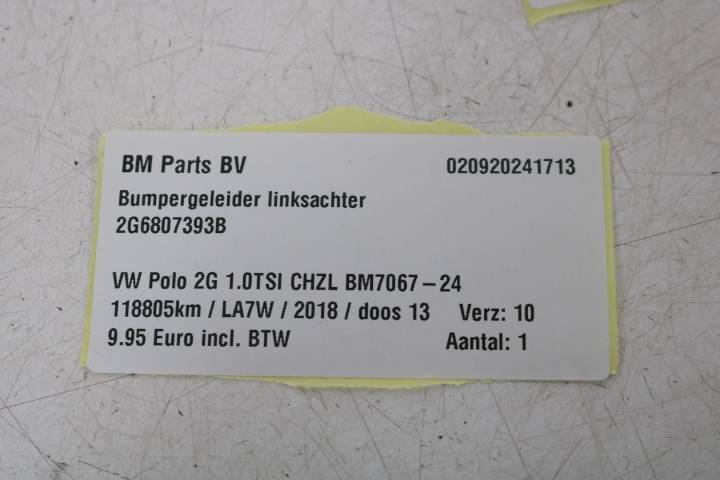 BM Parts BV 020920241713
Bumpergeleider linksachter
2G6807393B
VW Polo 2G 1.0TSI CHZL BM7067-24
118805km / LA7W / 2018 / doos 13 Verz: 10
9.95 Euro incl. BTW Aantal: 1